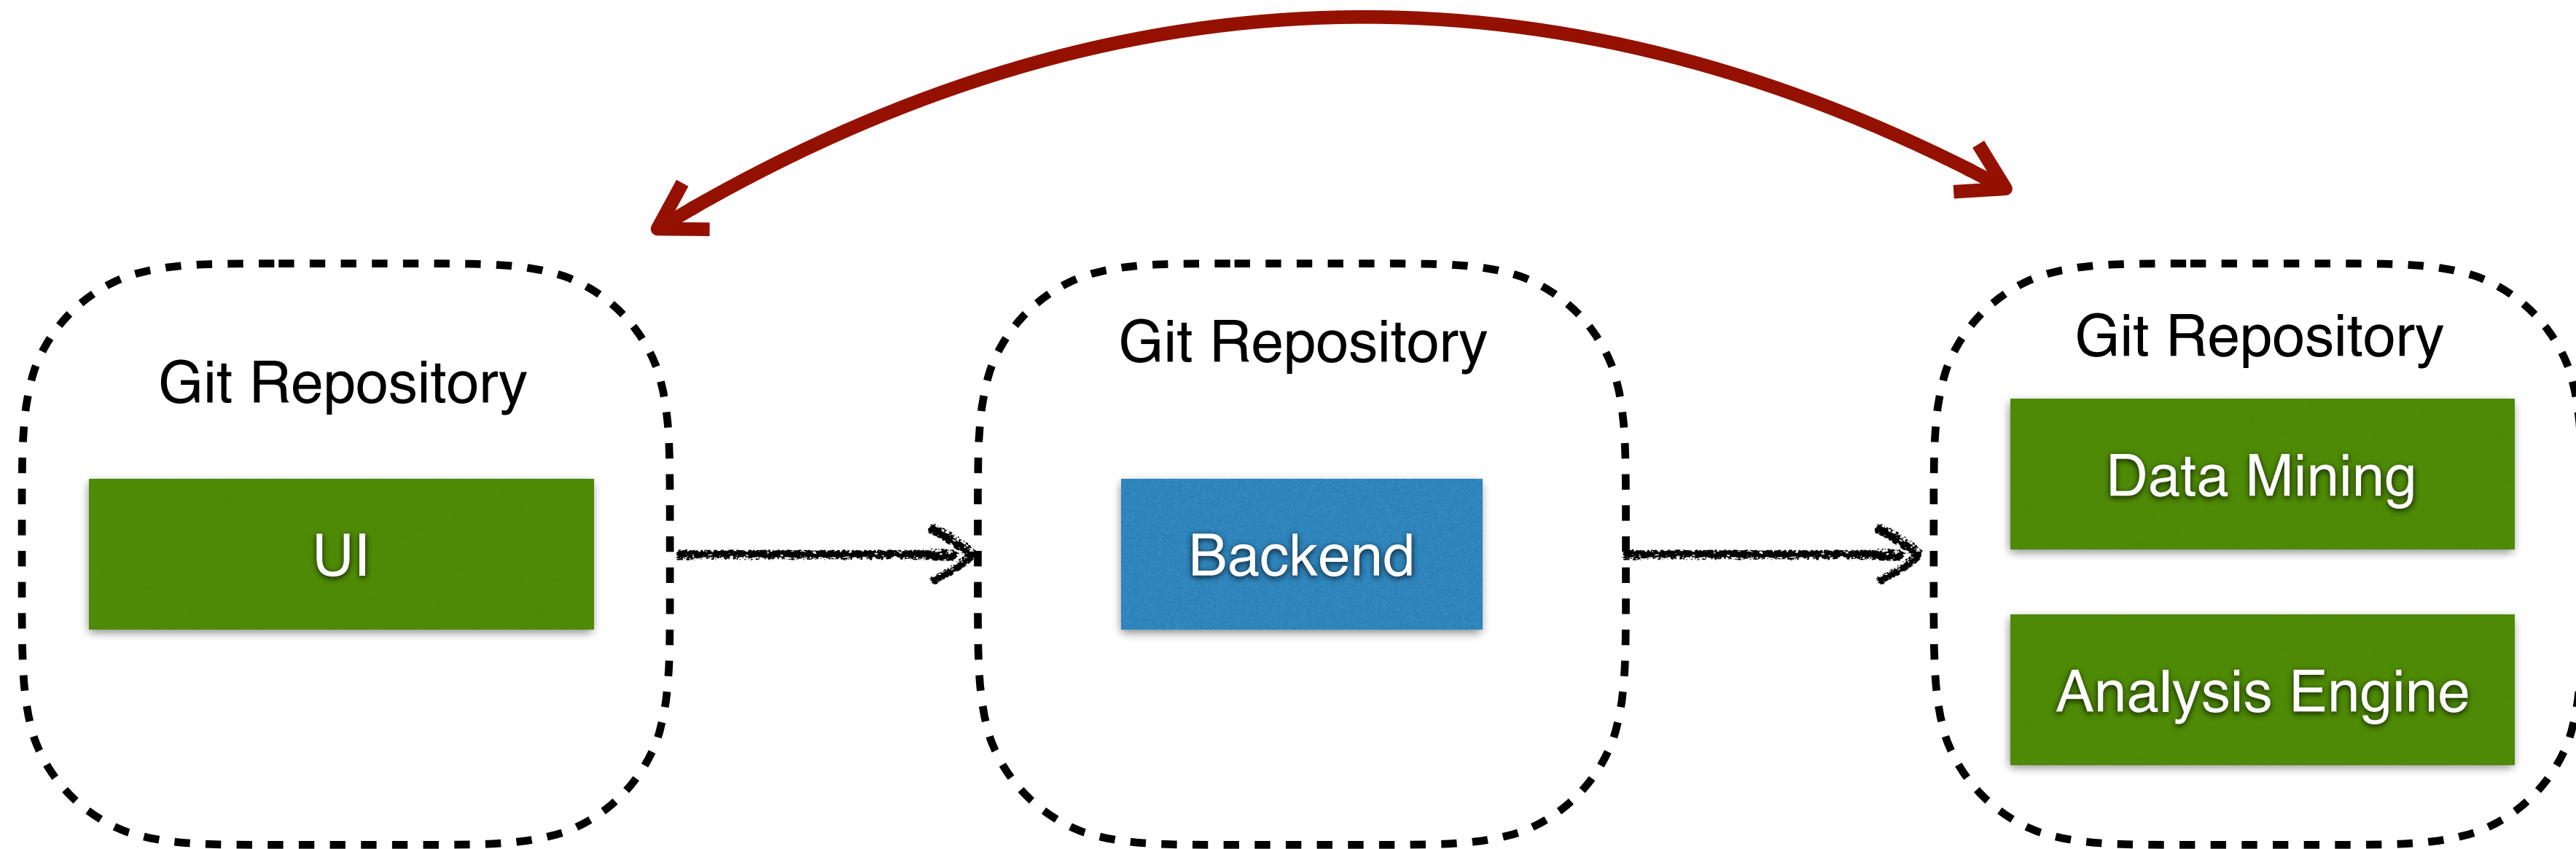 Git Repository
UI
Git Repository
Backend
Git Repository
Data Mining
Analysis Engine